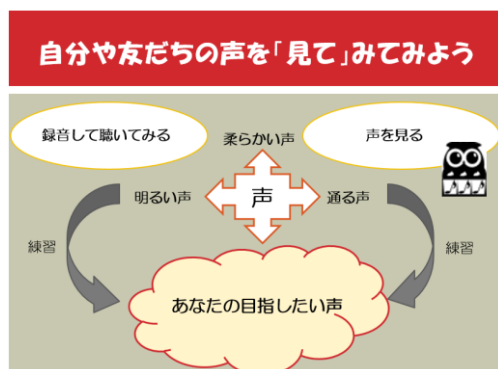 自分や友だちの声を「見て」みてみよう
録音して聴いてみる
柔らかい声
声を見る
明るい声
声
通る声
練習
練習
あなたの目指したい声